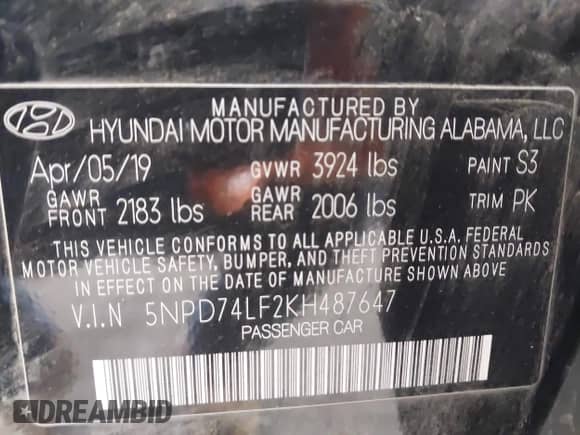 MANUFACTURED BY
HYUNDAI MOTOR MANUFACTURING ALABAMA, LLC
Apr/05/19 GVWR 3924 lbs PAINT S3
GAWR FRONT 2183 lbs GAWR REAR 2006 lbs TRIM PK
THIS VEHICLE CONFORMS TO ALL APPLICABLE U.S.A. FEDERAL
MOTOR VEHICLE SAFETY, BUMPER, AND THEFT PREVENTION STANDARDS
IN EFFECT ON THE DATE OF MANUFACTURE SHOWN ABOVE.
V.I.N 5NPD74LF2KH487647
PASSENGER CAR
DREAMBID